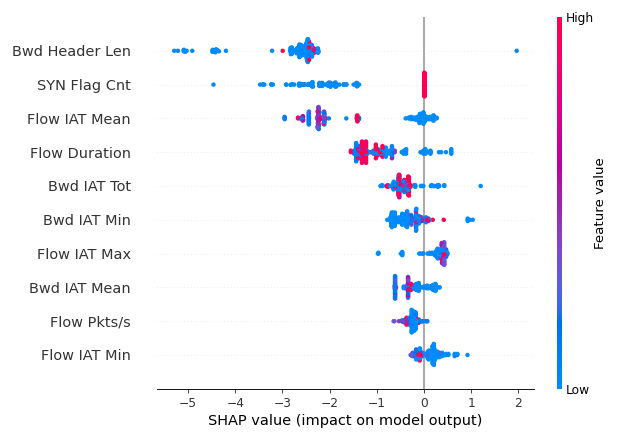 High
Bwd Header Len
SYN Flag Cnt
Flow IAT Mean
Flow Duration
Bwd IAT Tot
Bwd IAT Min
Flow IAT Max
Bwd IAT Mean
Flow Pkts/s
Flow IAT Min
Feature value
Low
−5 −4 −3 −2 −1 0 1 2
SHAP value (impact on model output)